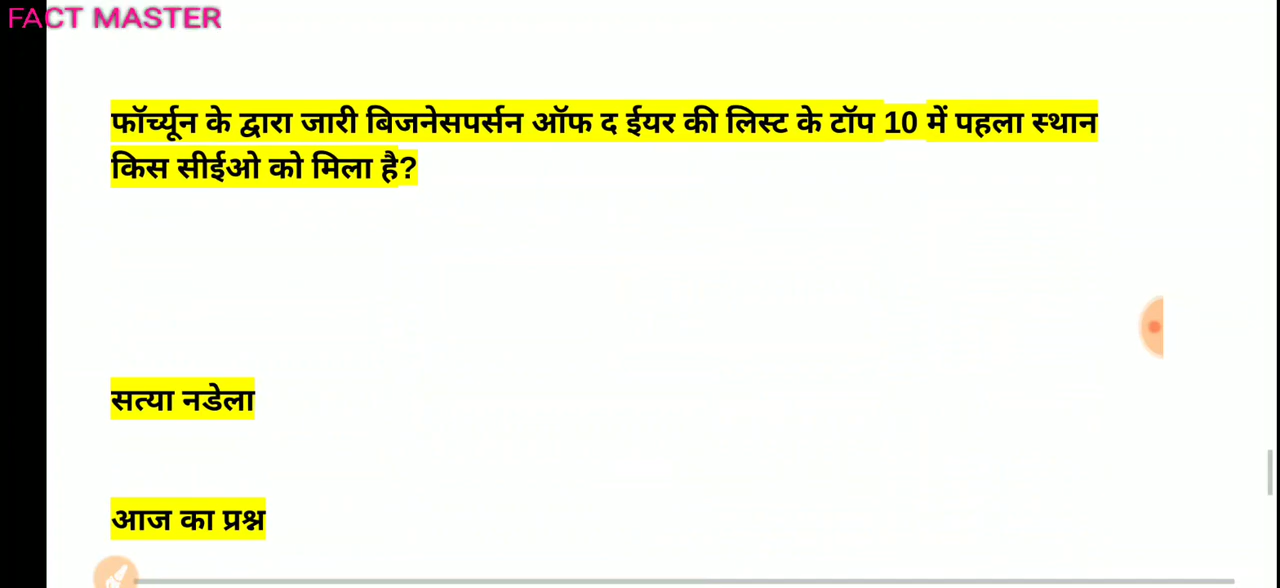 FACT MASTER
फॉर्च्यून के द्वारा जारी बिजनेसपर्सन ऑफ द ईयर की लिस्ट के टॉप 10 में पहला स्थान
किस सीईओ को मिला है?
सत्या नडेला
आज का प्रश्न